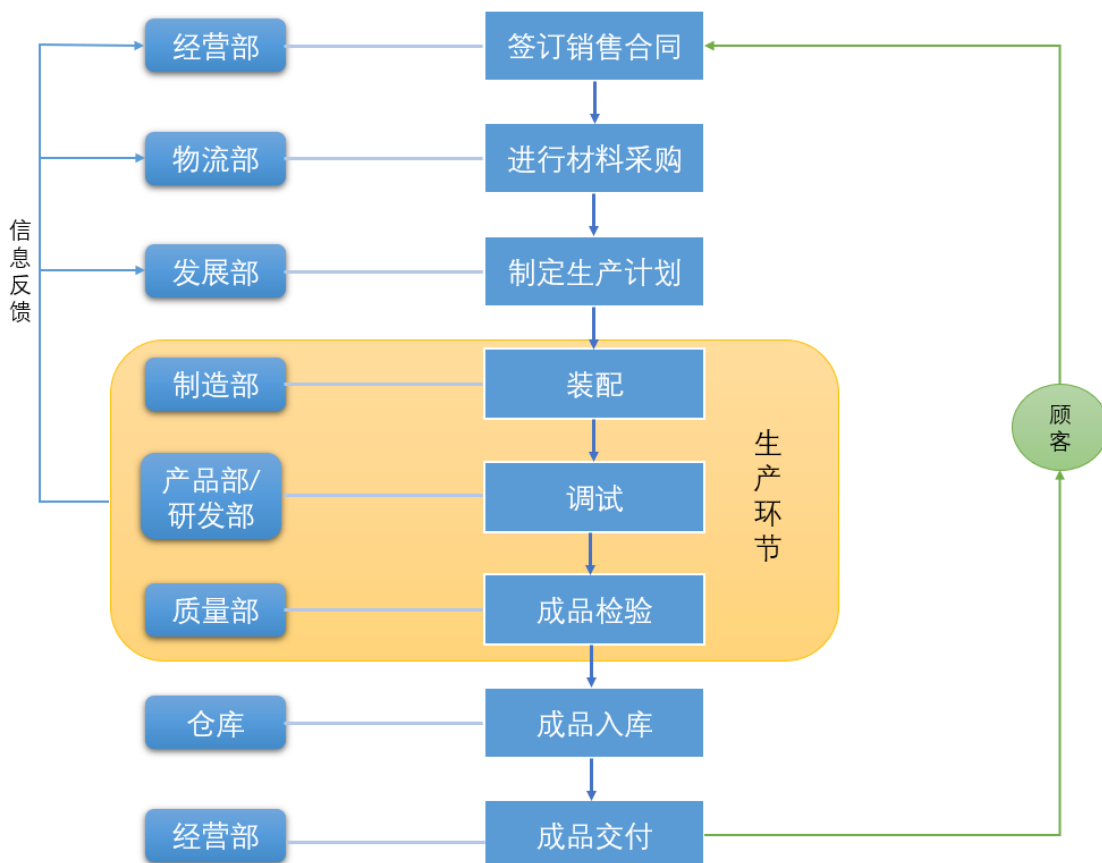 经营部
签订销售合同
物流部
进行材料采购
信息反馈
发展部
制定生产计划
制造部
装配
顾客
生产环节
产品部/
研发部
调试
质量部
成品检验
仓库
成品入库
经营部
成品交付